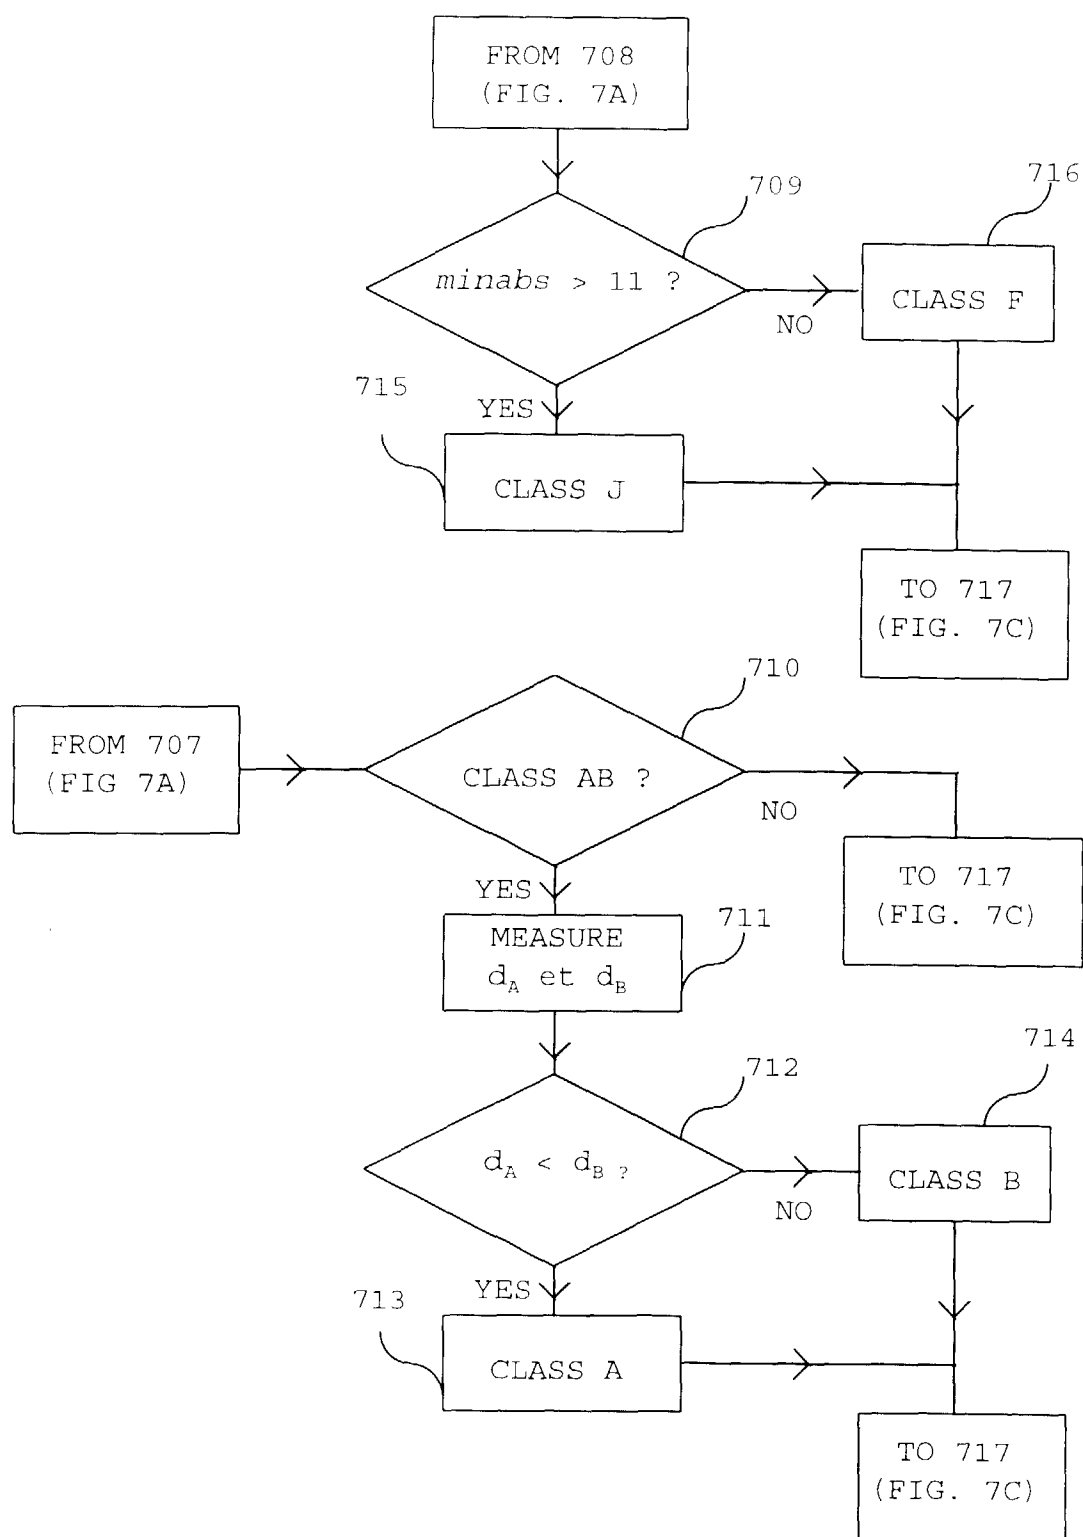 FROM 708
(FIG. 7A)
709
716
minabs > 11 ?
NO
CLASS F
715
YES
CLASS J
TO 717
(FIG. 7C)
710
FROM 707
(FIG 7A)
CLASS AB ?
NO
TO 717
(FIG. 7C)
YES
711
MEASURE
dA et dB
714
712
dA < dB ?
NO
CLASS B
YES
713
CLASS A
TO 717
(FIG. 7C)